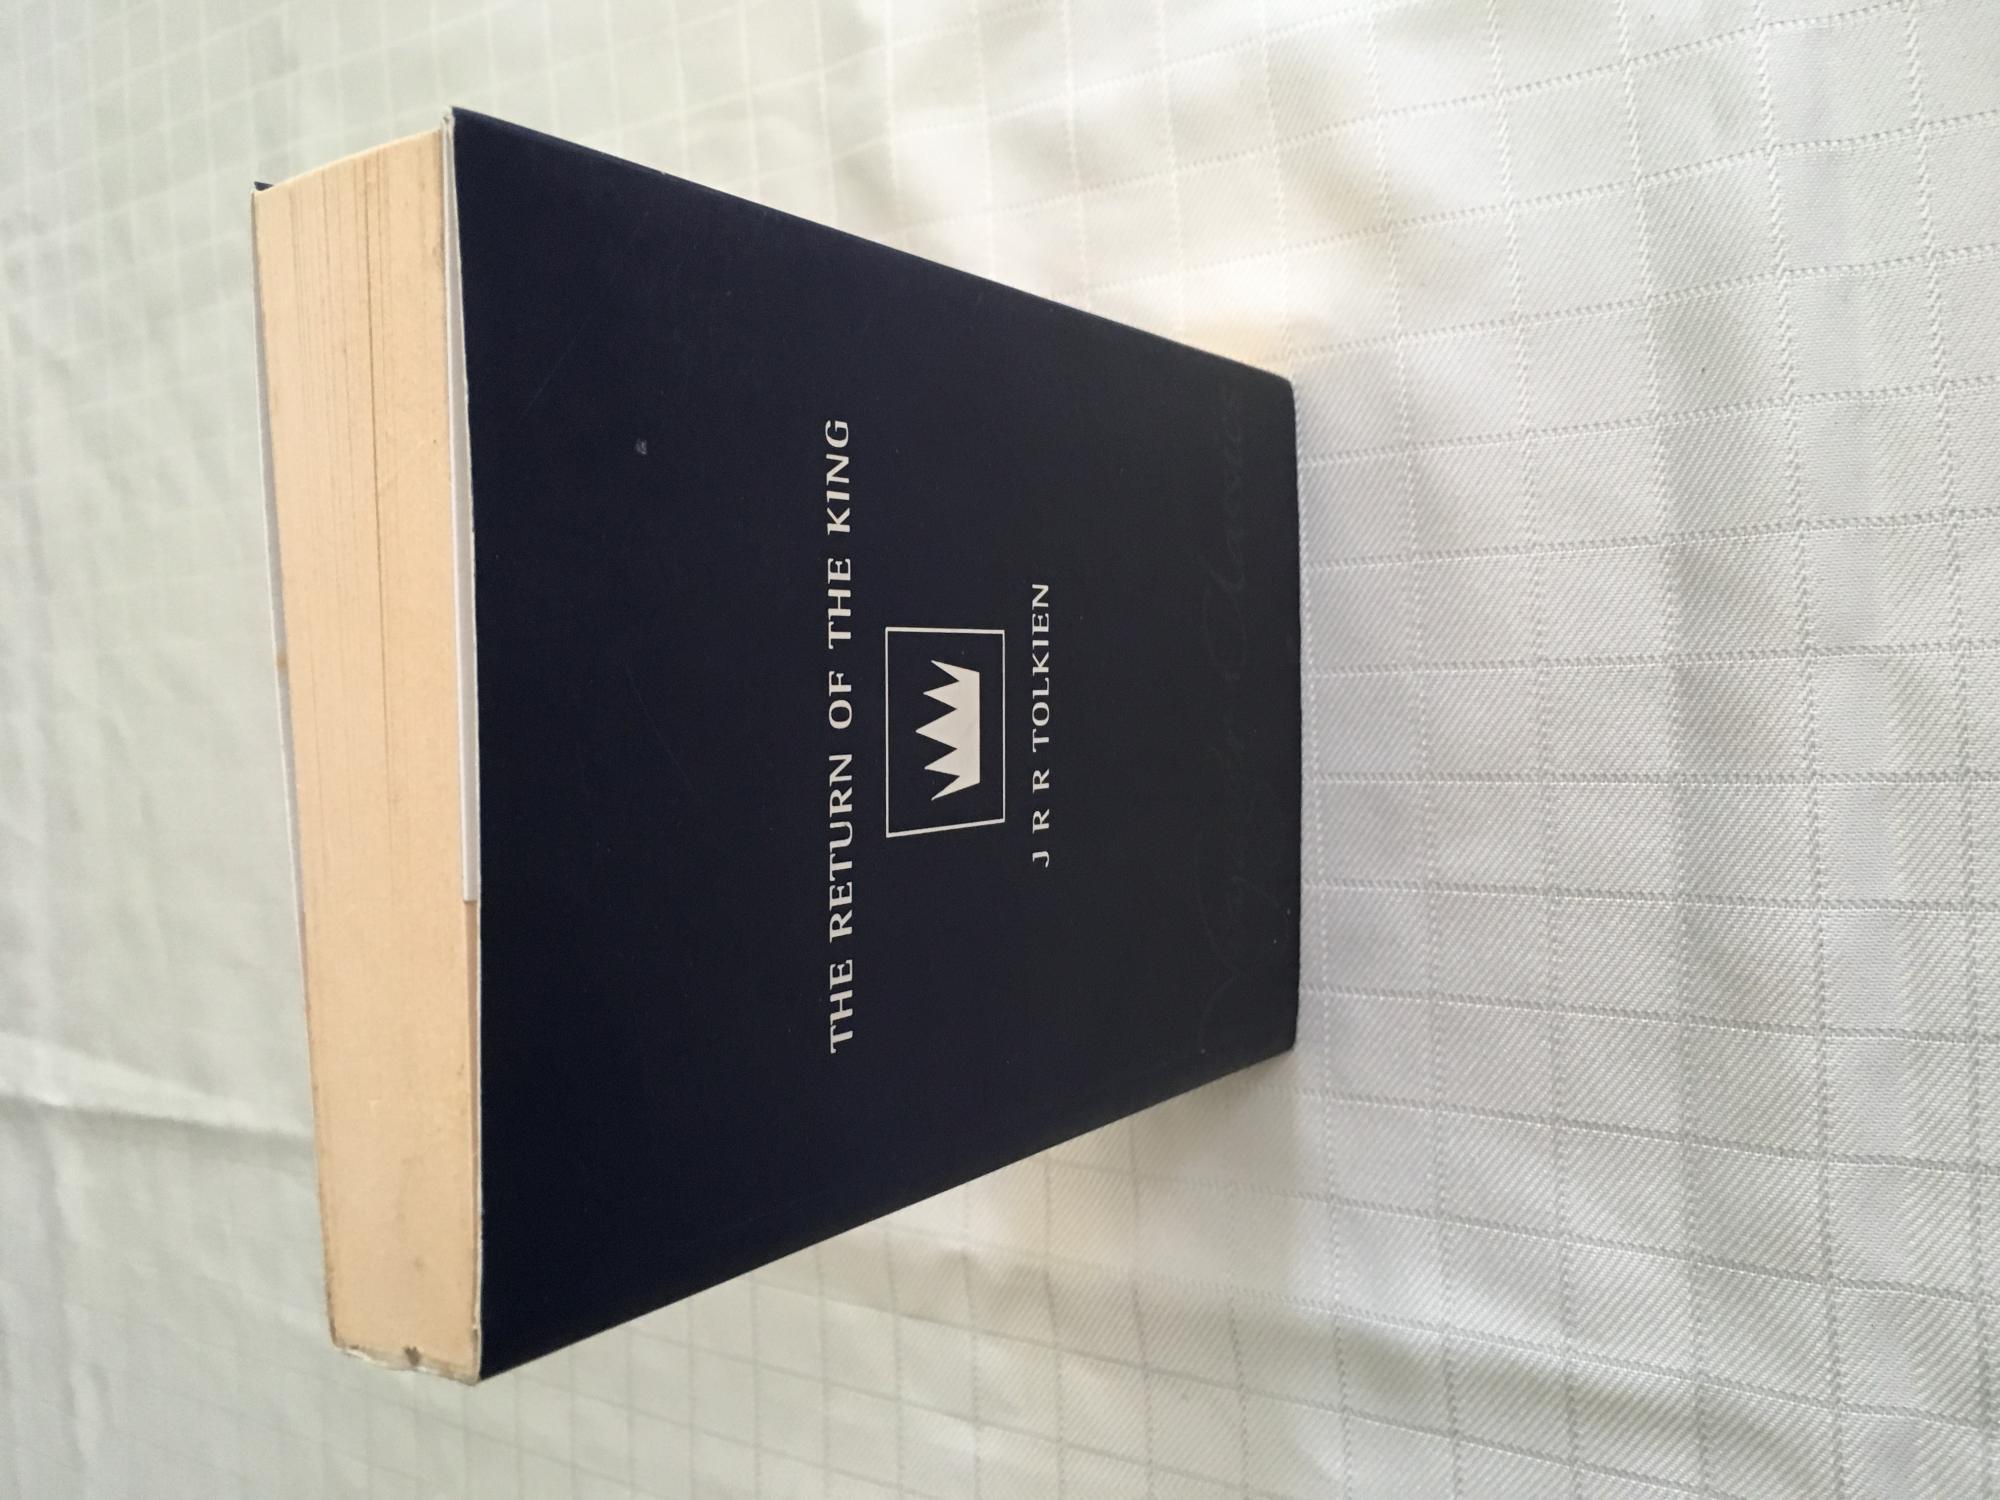 THE RETURN OF THE KING
J R R TOLKIEN